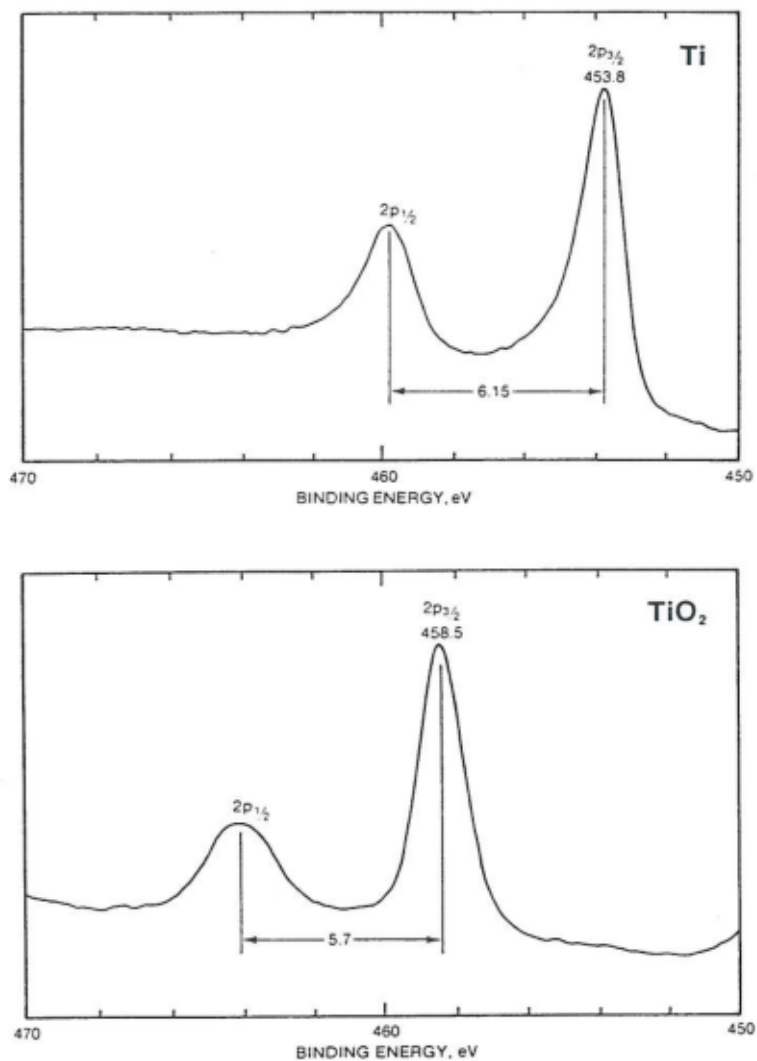 2p3/2
453.8
Ti
2p1/2
6.15
470
460
450
BINDING ENERGY, eV
2p3/2
458.5
TiO2
2p1/2
5.7
470
460
450
BINDING ENERGY, eV